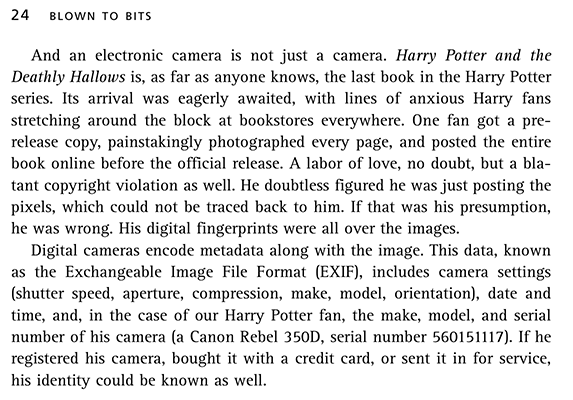 24 BLOWN TO BITS
And an electronic camera is not just a camera. Harry Potter and the
Deathly Hallows is, as far as anyone knows, the last book in the Harry Potter
series. Its arrival was eagerly awaited, with lines of anxious Harry fans
stretching around the block at bookstores everywhere. One fan got a pre-
release copy, painstakingly photographed every page, and posted the entire
book online before the official release. A labor of love, no doubt, but a bla-
tant copyright violation as well. He doubtless figured he was just posting the
pixels, which could not be traced back to him. If that was his presumption,
he was wrong. His digital fingerprints were all over the images.
Digital cameras encode metadata along with the image. This data, known
as the Exchangeable Image File Format (EXIF), includes camera settings
(shutter speed, aperture, compression, make, model, orientation), date and
time, and, in the case of our Harry Potter fan, the make, model, and serial
number of his camera (a Canon Rebel 350D, serial number 560151117). If he
registered his camera, bought it with a credit card, or sent it in for service,
his identity could be known as well.